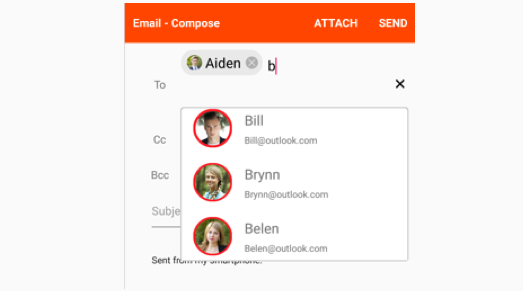 Email - Compose ATTACH SEND
Aiden b
To
Bill
Bill@outlook.com
Cc
Brynn
Bcc
Brynn@outlook.com
Subje
Belen
Belen@outlook.com
Sent from my smartphone.